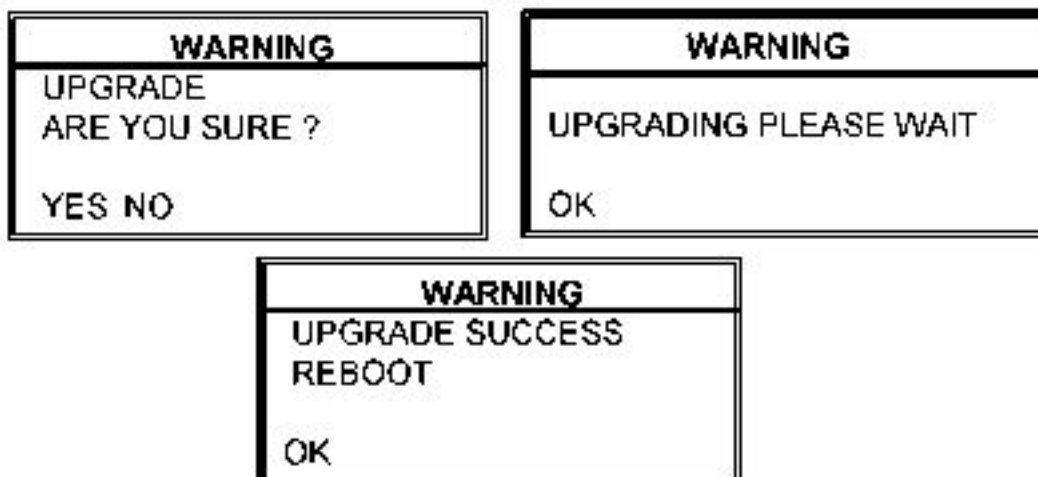 WARNING
UPGRADE
ARE YOU SURE ?
YES NO
WARNING
UPGRADING PLEASE WAIT
OK
WARNING
UPGRADE SUCCESS
REBOOT
OK